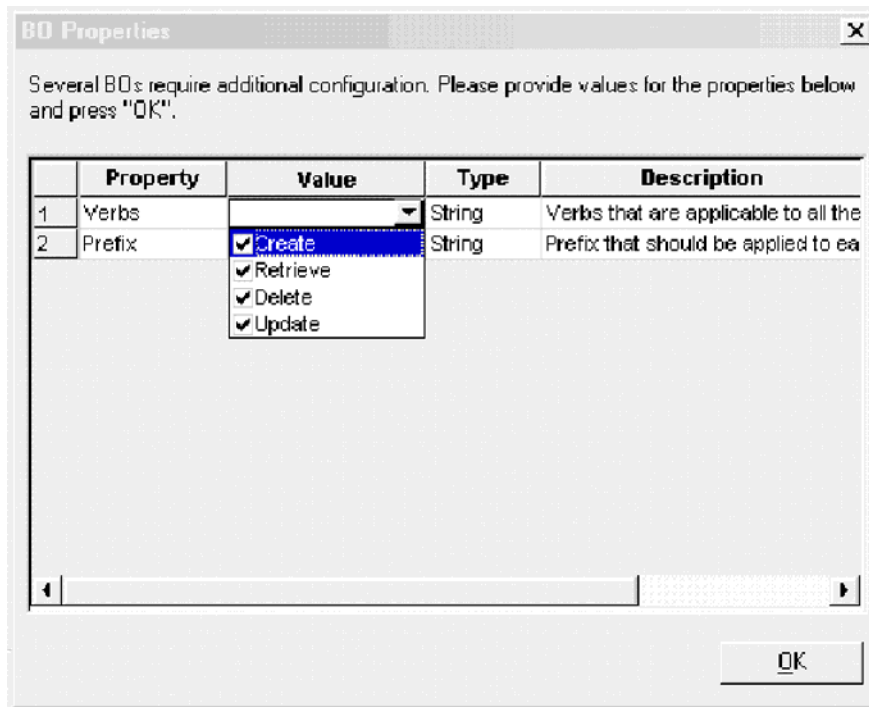 BO Properties
Several BOs require additional configuration. Please provide values for the properties below
and press "OK".
Property Value Type Description
1 Verbs String Verbs that are applicable to all the
2 Prefix String Prefix that should be applied to ea
Create
Retrieve
Delete
Update
OK